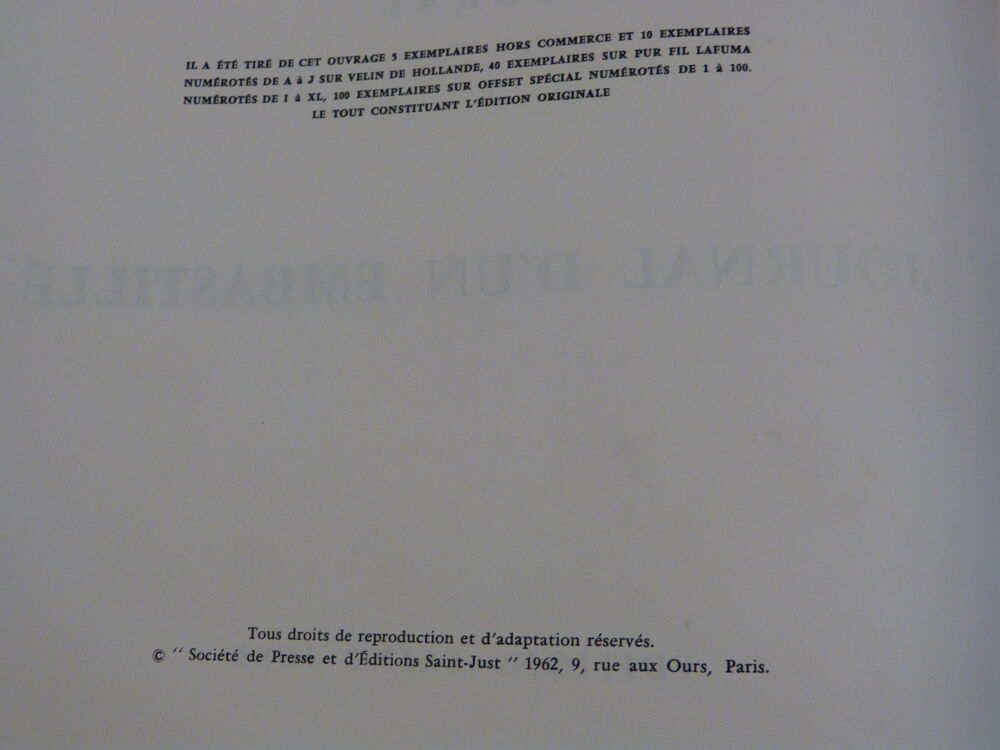 IL A ÉTÉ TIRÉ DE CET OUVRAGE 5 EXEMPLAIRES HORS COMMERCE ET 10 EXEMPLAIRES
NUMÉROTÉS DE A à J SUR VELIN DE HOLLANDE, 40 EXEMPLAIRES SUR PUR FIL LAFUMA
NUMÉROTÉS DE I à XL, 100 EXEMPLAIRES SUR OFFSET SPÉCIAL NUMÉROTÉS DE 1 à 100.
LE TOUT CONSTITUANT L'ÉDITION ORIGINALE
JOURNAL D'UN EMBASTILLÉ
Tous droits de reproduction et d'adaptation réservés.
© " Société de Presse et d'Éditions Saint-Just " 1962, 9, rue aux Ours, Paris.